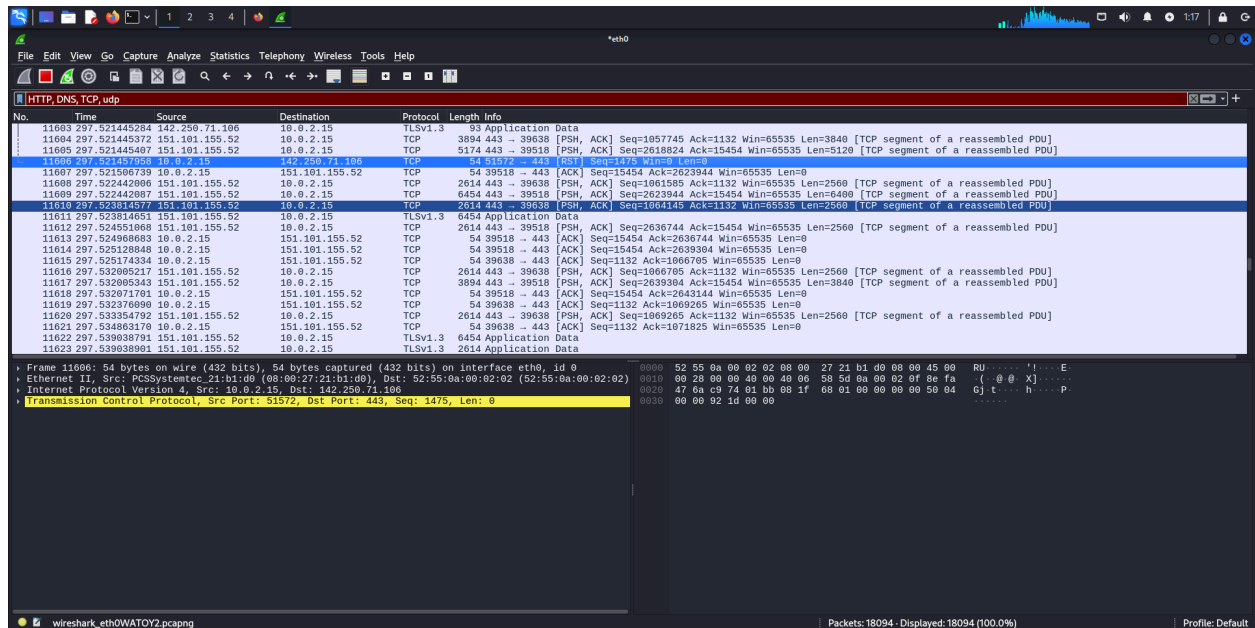 1 2 3 4
1:17
*eth0
File Edit View Go Capture Analyze Statistics Telephony Wireless Tools Help
HTTP, DNS, TCP, udp
No. Time Source Destination Protocol Length Info
11603 297.521445284 142.250.71.106 10.0.2.15 TLSv1.3 93 Application Data
11604 297.521445372 151.101.155.52 10.0.2.15 TCP 3894 443 → 39638 [PSH, ACK] Seq=1057745 Ack=1132 Win=65535 Len=3840 [TCP segment of a reassembled PDU]
11605 297.521445407 151.101.155.52 10.0.2.15 TCP 5174 443 → 39518 [PSH, ACK] Seq=2618824 Ack=15454 Win=65535 Len=5120 [TCP segment of a reassembled PDU]
11606 297.521457958 10.0.2.15 142.250.71.106 TCP 54 51572 → 443 [RST] Seq=1475 Win=0 Len=0
11607 297.521506739 10.0.2.15 151.101.155.52 TCP 54 39518 → 443 [ACK] Seq=15454 Ack=2623944 Win=65535 Len=0
11608 297.522442006 151.101.155.52 10.0.2.15 TCP 2614 443 → 39638 [PSH, ACK] Seq=1061585 Ack=1132 Win=65535 Len=2560 [TCP segment of a reassembled PDU]
11609 297.522442087 151.101.155.52 10.0.2.15 TCP 6454 443 → 39518 [PSH, ACK] Seq=2623944 Ack=15454 Win=65535 Len=6400 [TCP segment of a reassembled PDU]
11610 297.523814577 151.101.155.52 10.0.2.15 TCP 2614 443 → 39638 [PSH, ACK] Seq=1064145 Ack=1132 Win=65535 Len=2560 [TCP segment of a reassembled PDU]
11611 297.523814651 151.101.155.52 10.0.2.15 TLSv1.3 6454 Application Data
11612 297.524551068 151.101.155.52 10.0.2.15 TCP 2614 443 → 39518 [PSH, ACK] Seq=2636744 Ack=15454 Win=65535 Len=2560 [TCP segment of a reassembled PDU]
11613 297.524968683 10.0.2.15 151.101.155.52 TCP 54 39518 → 443 [ACK] Seq=15454 Ack=2636744 Win=65535 Len=0
11614 297.525128848 10.0.2.15 151.101.155.52 TCP 54 39518 → 443 [ACK] Seq=15454 Ack=2639304 Win=65535 Len=0
11615 297.525174334 10.0.2.15 151.101.155.52 TCP 54 39638 → 443 [ACK] Seq=1132 Ack=1066705 Win=65535 Len=0
11616 297.532005217 151.101.155.52 10.0.2.15 TCP 2614 443 → 39638 [PSH, ACK] Seq=1066705 Ack=1132 Win=65535 Len=2560 [TCP segment of a reassembled PDU]
11617 297.532005343 151.101.155.52 10.0.2.15 TCP 3894 443 → 39518 [PSH, ACK] Seq=2639304 Ack=15454 Win=65535 Len=3840 [TCP segment of a reassembled PDU]
11618 297.532071701 10.0.2.15 151.101.155.52 TCP 54 39518 → 443 [ACK] Seq=15454 Ack=2643144 Win=65535 Len=0
11619 297.532376090 10.0.2.15 151.101.155.52 TCP 54 39638 → 443 [ACK] Seq=1132 Ack=1069265 Win=65535 Len=0
11620 297.533354792 151.101.155.52 10.0.2.15 TCP 2614 443 → 39638 [PSH, ACK] Seq=1069265 Ack=1132 Win=65535 Len=2560 [TCP segment of a reassembled PDU]
11621 297.534863170 10.0.2.15 151.101.155.52 TCP 54 39638 → 443 [ACK] Seq=1132 Ack=1071825 Win=65535 Len=0
11622 297.539038791 151.101.155.52 10.0.2.15 TLSv1.3 6454 Application Data
11623 297.539038901 151.101.155.52 10.0.2.15 TLSv1.3 2614 Application Data
Frame 11606: 54 bytes on wire (432 bits), 54 bytes captured (432 bits) on interface eth0, id 0
Ethernet II, Src: PCSSystemtec_21:b1:d0 (08:00:27:21:b1:d0), Dst: 52:55:0a:00:02:02 (52:55:0a:00:02:02)
Internet Protocol Version 4, Src: 10.0.2.15, Dst: 142.250.71.106
Transmission Control Protocol, Src Port: 51572, Dst Port: 443, Seq: 1475, Len: 0
0000 52 55 0a 00 02 02 08 00 27 21 b1 d0 08 00 45 00 RU······ '!····E·
0010 00 28 00 00 40 00 40 06 58 5d 0a 00 02 0f 8e fa ·(··@·@· X]······
0020 47 6a c9 74 01 bb 08 1f 68 01 00 00 00 00 50 04 Gj·t···· h·····P·
0030 00 00 92 1d 00 00 ······
wireshark_eth0WATOY2.pcapng
Packets: 18094 · Displayed: 18094 (100.0%)
Profile: Default